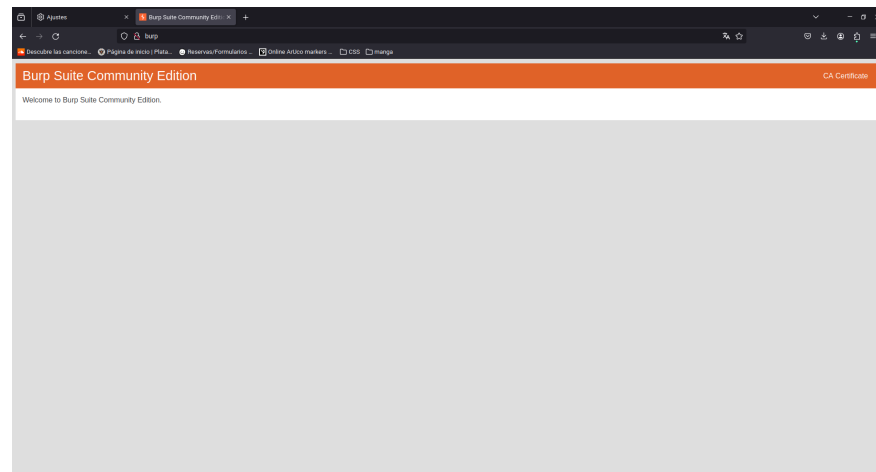 Ajustes
Burp Suite Community Editi
burp
Descubre las cancione...
Página de inicio | Plata...
Reservas/Formularios ...
Online ArUco markers ...
CSS
manga
Burp Suite Community Edition
CA Certificate
Welcome to Burp Suite Community Edition.